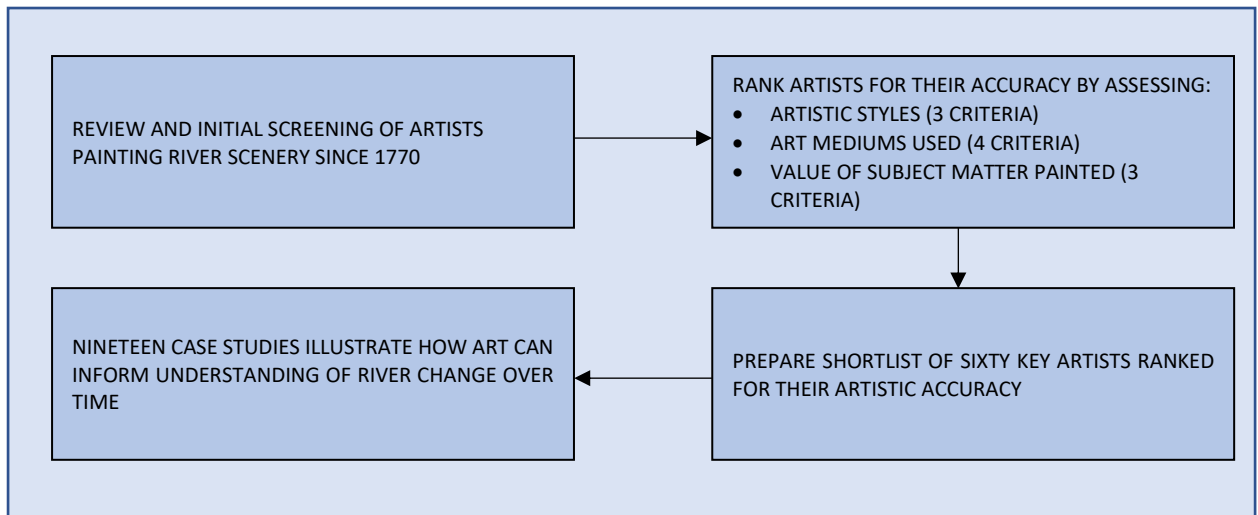 REVIEW AND INITIAL SCREENING OF ARTISTS
PAINTING RIVER SCENERY SINCE 1770
RANK ARTISTS FOR THEIR ACCURACY BY ASSESSING:
• ARTISTIC STYLES (3 CRITERIA)
• ART MEDIUMS USED (4 CRITERIA)
• VALUE OF SUBJECT MATTER PAINTED (3
CRITERIA)
PREPARE SHORTLIST OF SIXTY KEY ARTISTS RANKED
FOR THEIR ARTISTIC ACCURACY
NINETEEN CASE STUDIES ILLUSTRATE HOW ART CAN
INFORM UNDERSTANDING OF RIVER CHANGE OVER
TIME